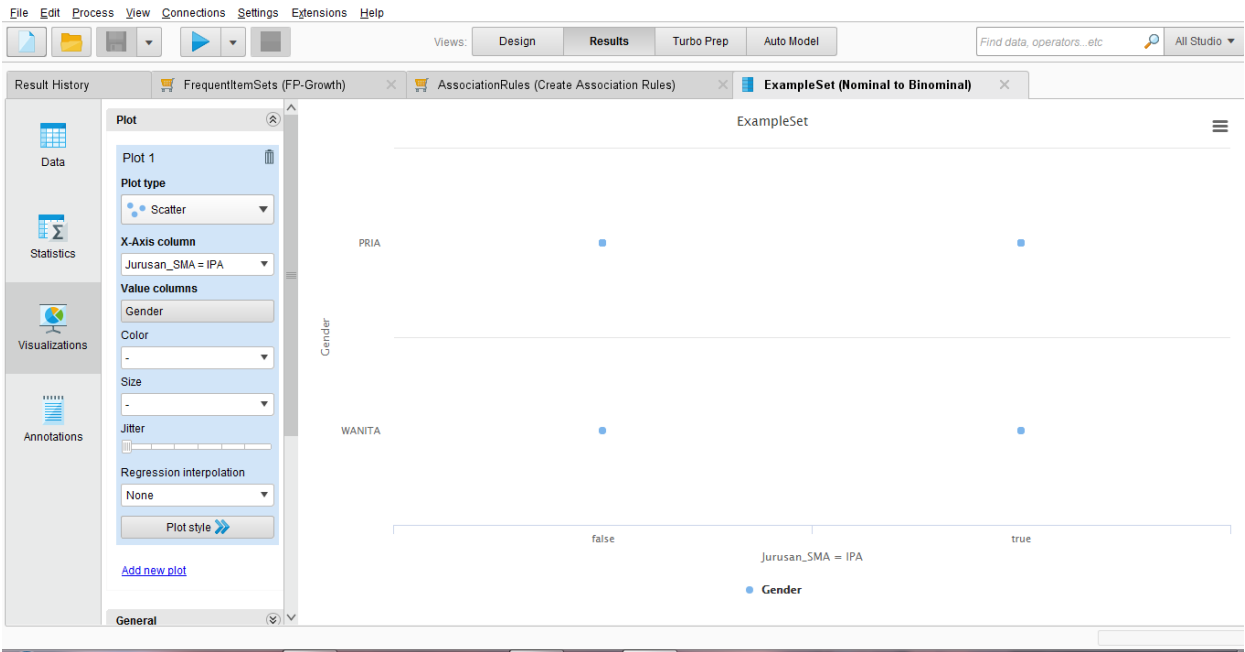 File Edit Process View Connections Settings Extensions Help
Views: Design Results Turbo Prep Auto Model Find data, operators...etc All Studio
Result History FrequentItemSets (FP-Growth) AssociationRules (Create Association Rules) ExampleSet (Nominal to Binominal)
Data
Statistics
Visualizations
Annotations
Plot
Plot 1
Plot type
Scatter
X-Axis column
Jurusan_SMA = IPA
Value columns
Gender
Color
-
Size
-
Jitter
Regression interpolation
None
Plot style
Add new plot
General
ExampleSet
PRIA
Gender
WANITA
false true
Jurusan_SMA = IPA
Gender